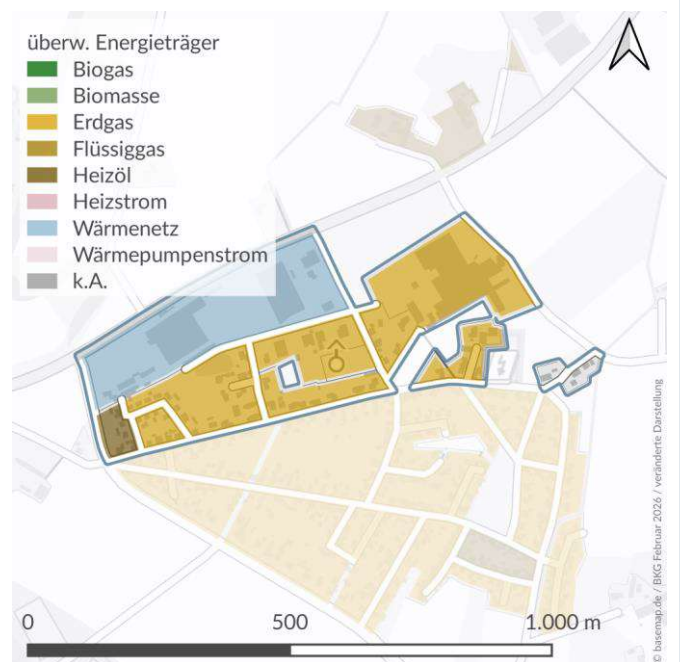 überw. Energieträger
Biogas
Biomasse
Erdgas
Flüssiggas
Heizöl
Heizstrom
Wärmenetz
Wärmepumpenstrom
k.A.
0 500 1.000 m
© basemap.de / BKG Februar 2026 / veränderte Darstellung